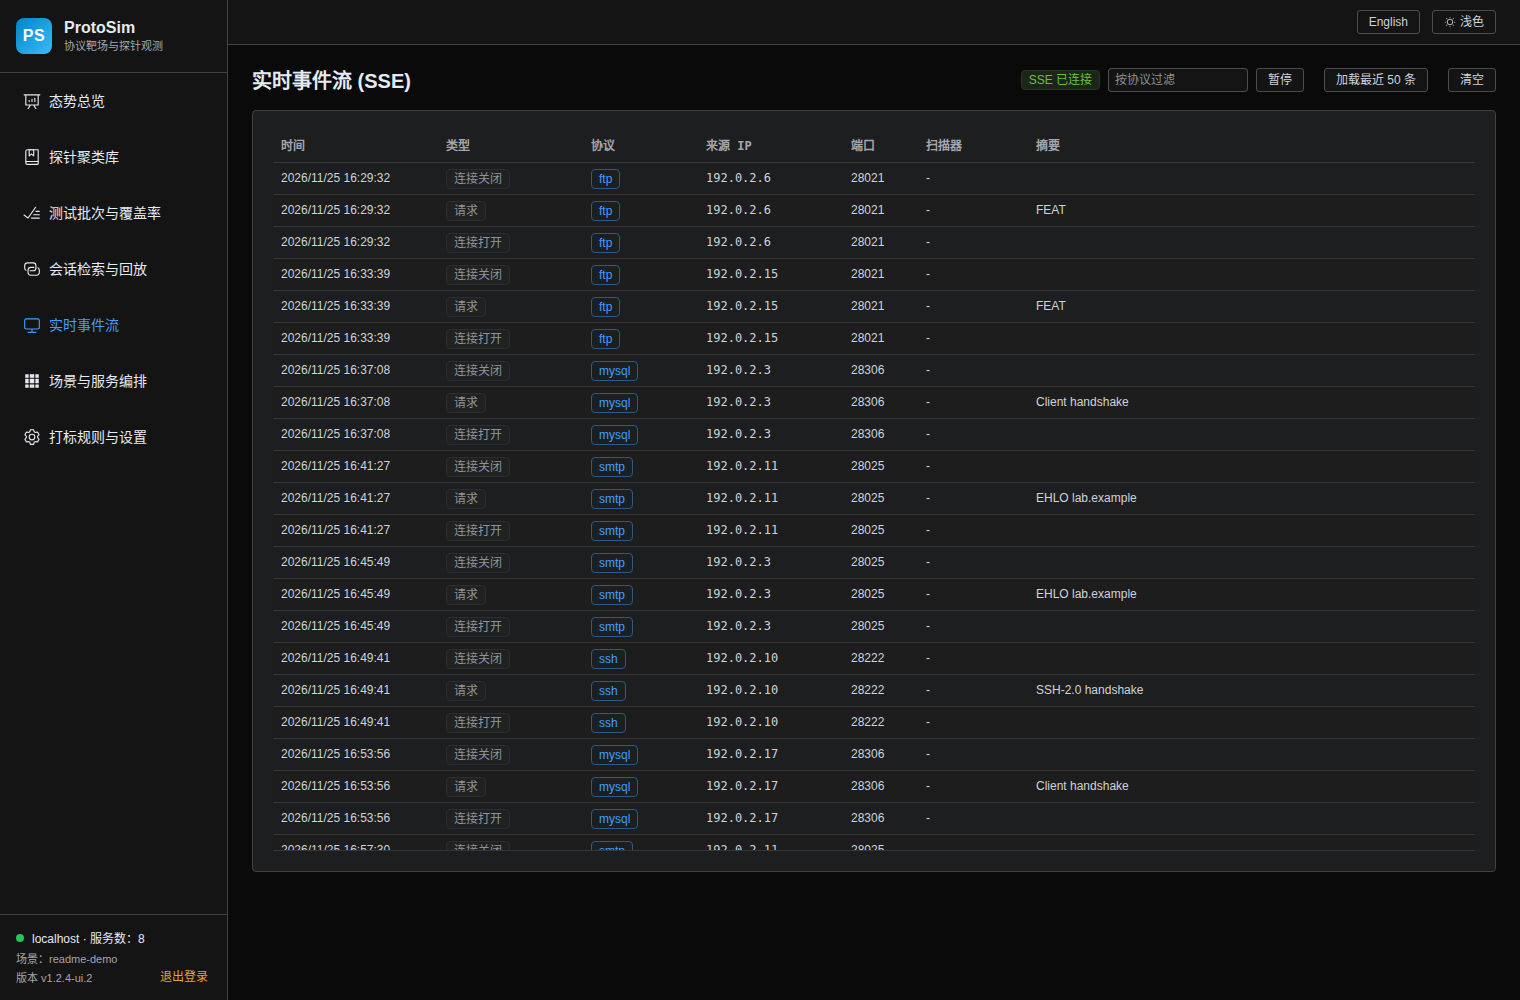 PS ProtoSim
协议靶场与探针观测
English 浅色
态势总览
探针聚类库
测试批次与覆盖率
会话检索与回放
实时事件流
场景与服务编排
打标规则与设置
实时事件流 (SSE) SSE 已连接 按协议过滤 暂停 加载最近 50 条 清空
时间 类型 协议 来源 IP 端口 扫描器 摘要
2026/11/25 16:29:32 连接关闭 ftp 192.0.2.6 28021 -
2026/11/25 16:29:32 请求 ftp 192.0.2.6 28021 - FEAT
2026/11/25 16:29:32 连接打开 ftp 192.0.2.6 28021 -
2026/11/25 16:33:39 连接关闭 ftp 192.0.2.15 28021 -
2026/11/25 16:33:39 请求 ftp 192.0.2.15 28021 - FEAT
2026/11/25 16:33:39 连接打开 ftp 192.0.2.15 28021 -
2026/11/25 16:37:08 连接关闭 mysql 192.0.2.3 28306 -
2026/11/25 16:37:08 请求 mysql 192.0.2.3 28306 - Client handshake
2026/11/25 16:37:08 连接打开 mysql 192.0.2.3 28306 -
2026/11/25 16:41:27 连接关闭 smtp 192.0.2.11 28025 -
2026/11/25 16:41:27 请求 smtp 192.0.2.11 28025 - EHLO lab.example
2026/11/25 16:41:27 连接打开 smtp 192.0.2.11 28025 -
2026/11/25 16:45:49 连接关闭 smtp 192.0.2.3 28025 -
2026/11/25 16:45:49 请求 smtp 192.0.2.3 28025 - EHLO lab.example
2026/11/25 16:45:49 连接打开 smtp 192.0.2.3 28025 -
2026/11/25 16:49:41 连接关闭 ssh 192.0.2.10 28222 -
2026/11/25 16:49:41 请求 ssh 192.0.2.10 28222 - SSH-2.0 handshake
2026/11/25 16:49:41 连接打开 ssh 192.0.2.10 28222 -
2026/11/25 16:53:56 连接关闭 mysql 192.0.2.17 28306 -
2026/11/25 16:53:56 请求 mysql 192.0.2.17 28306 - Client handshake
2026/11/25 16:53:56 连接打开 mysql 192.0.2.17 28306 -
2026/11/25 16:57:30 连接关闭 smtp 192.0.2.11 28025
localhost · 服务数：8
场景：readme-demo
版本 v1.2.4-ui.2 退出登录